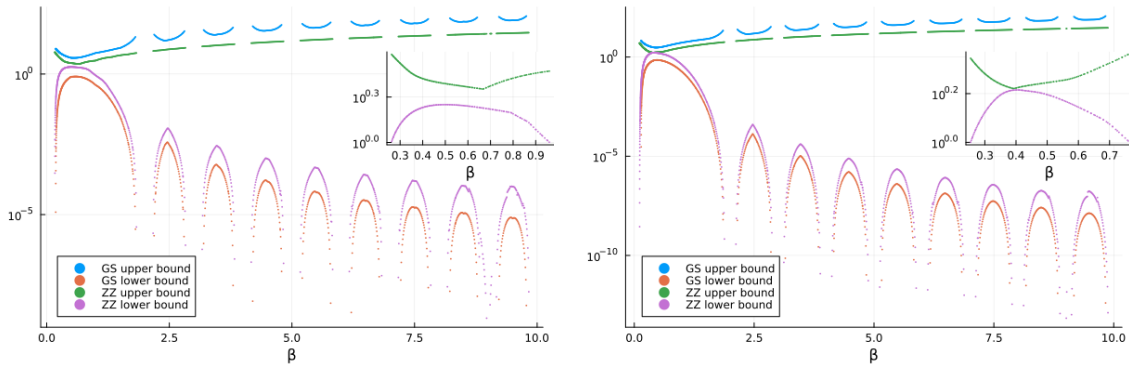 10^0
10^-5
0.0 2.5 5.0 7.5 10.0
β
GS upper bound
GS lower bound
ZZ upper bound
ZZ lower bound
10^0.3
10^0.0
0.3 0.4 0.5 0.6 0.7 0.8 0.9
β
10^0
10^-5
10^-10
0.0 2.5 5.0 7.5 10.0
β
GS upper bound
GS lower bound
ZZ upper bound
ZZ lower bound
10^0.2
10^0.0
0.3 0.4 0.5 0.6 0.7
β